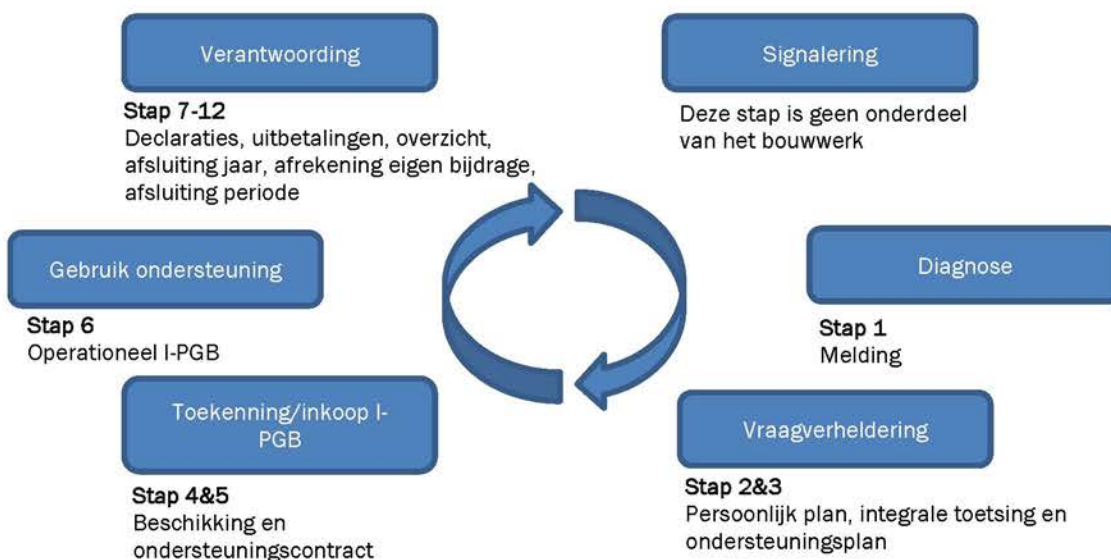 Verantwoording
Stap 7-12
Declaraties, uitbetalingen, overzicht,
afsluiting jaar, afrekening eigen bijdrage,
afsluiting periode
Signalering
Deze stap is geen onderdeel
van het bouwwerk
Gebruik ondersteuning
Stap 6
Operationeel I-PGB
Diagnose
Stap 1
Melding
Toekenning/inkoop I-
PGB
Stap 4&5
Beschikking en
ondersteuningscontract
Vraagverheldering
Stap 2&3
Persoonlijk plan, integrale toetsing en
ondersteuningsplan